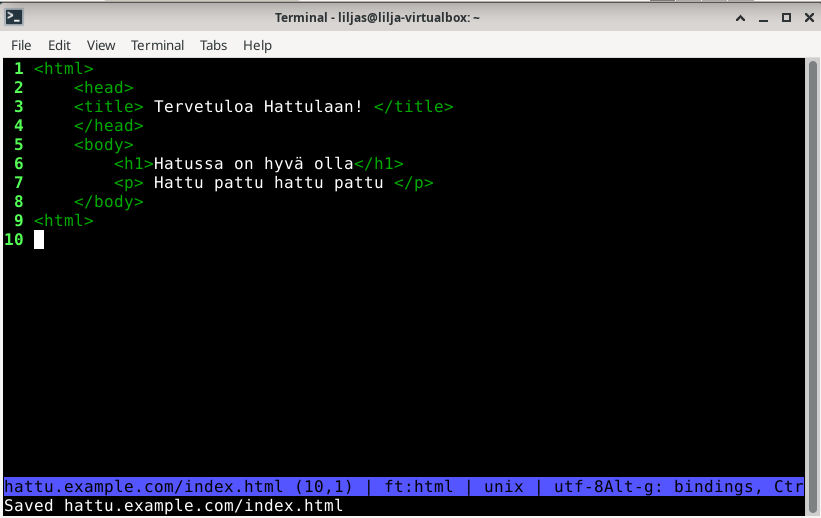 Terminal - liljas@lilja-virtualbox: ~
File Edit View Terminal Tabs Help
1 <html>
2     <head>
3     <title> Tervetuloa Hattulaan! </title>
4     </head>
5     <body>
6         <h1>Hatussa on hyvä olla</h1>
7         <p> Hattu pattu hattu pattu </p>
8     </body>
9 <html>
10
hattu.example.com/index.html (10,1) | ft:html | unix | utf-8Alt-g: bindings, Ctr
Saved hattu.example.com/index.html